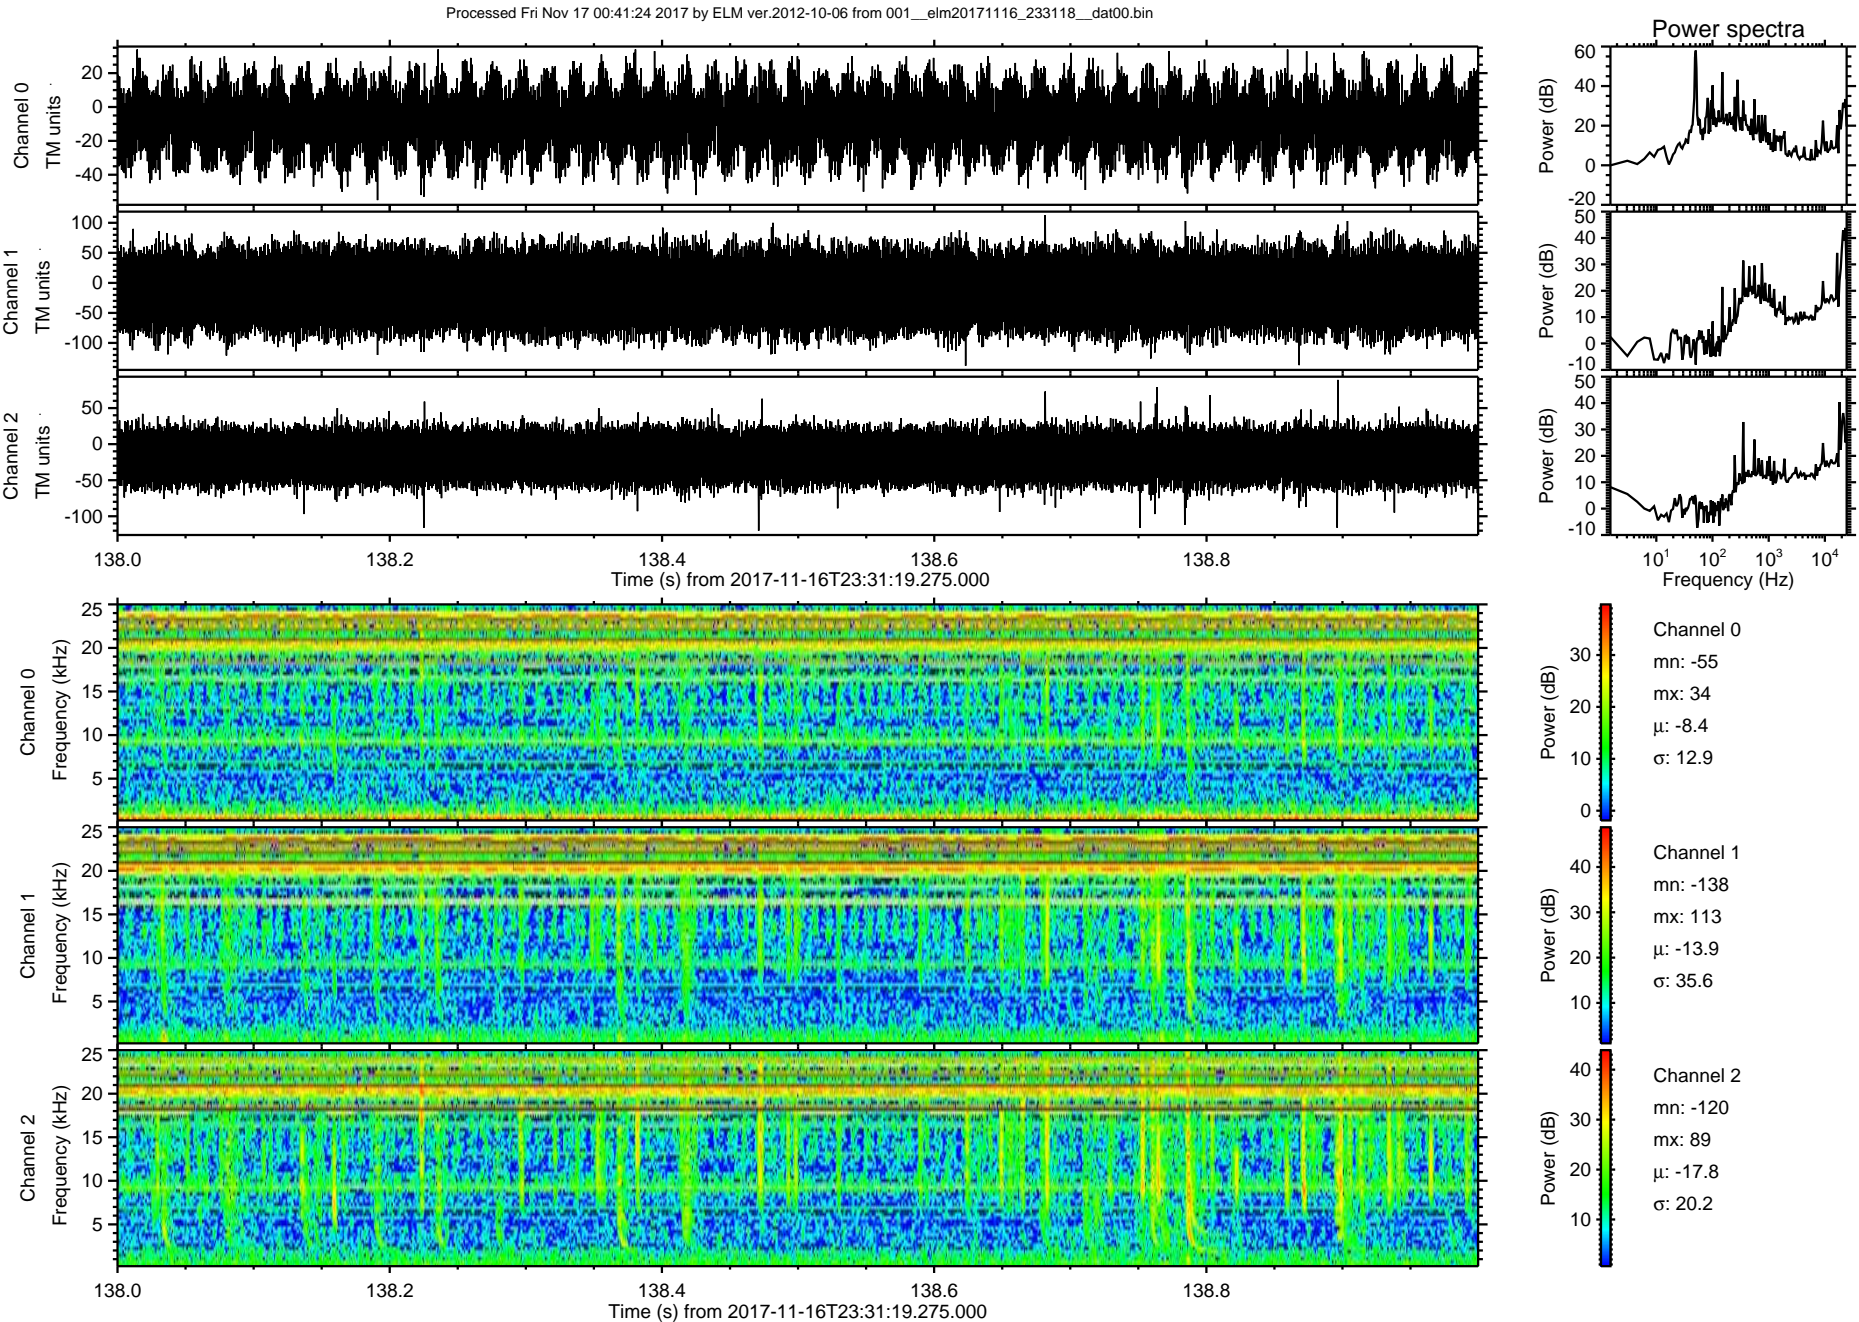 Processed Fri Nov 17 00:41:24 2017 by ELM ver.2012-10-06 from 001__elm20171116_233118__dat00.bin
Power spectra
Channel 0
TM units
20
0
-20
-40
Power (dB)
60
40
20
0
-20
Channel 1
TM units
100
50
0
-50
-100
Power (dB)
50
40
30
20
10
0
-10
Channel 2
TM units
50
0
-50
-100
Power (dB)
50
40
30
20
10
0
-10
138.0 138.2 138.4 138.6 138.8
Time (s) from 2017-11-16T23:31:19.275.000
10¹ 10² 10³ 10⁴
Frequency (Hz)
Channel 0
Frequency (kHz)
25
20
15
10
5
Power (dB)
30
20
10
0
Channel 0
mn: -55
mx: 34
μ: -8.4
σ: 12.9
Channel 1
Frequency (kHz)
25
20
15
10
5
Power (dB)
40
30
20
10
Channel 1
mn: -138
mx: 113
μ: -13.9
σ: 35.6
Channel 2
Frequency (kHz)
25
20
15
10
5
Power (dB)
40
30
20
10
Channel 2
mn: -120
mx: 89
μ: -17.8
σ: 20.2
138.0 138.2 138.4 138.6 138.8
Time (s) from 2017-11-16T23:31:19.275.000